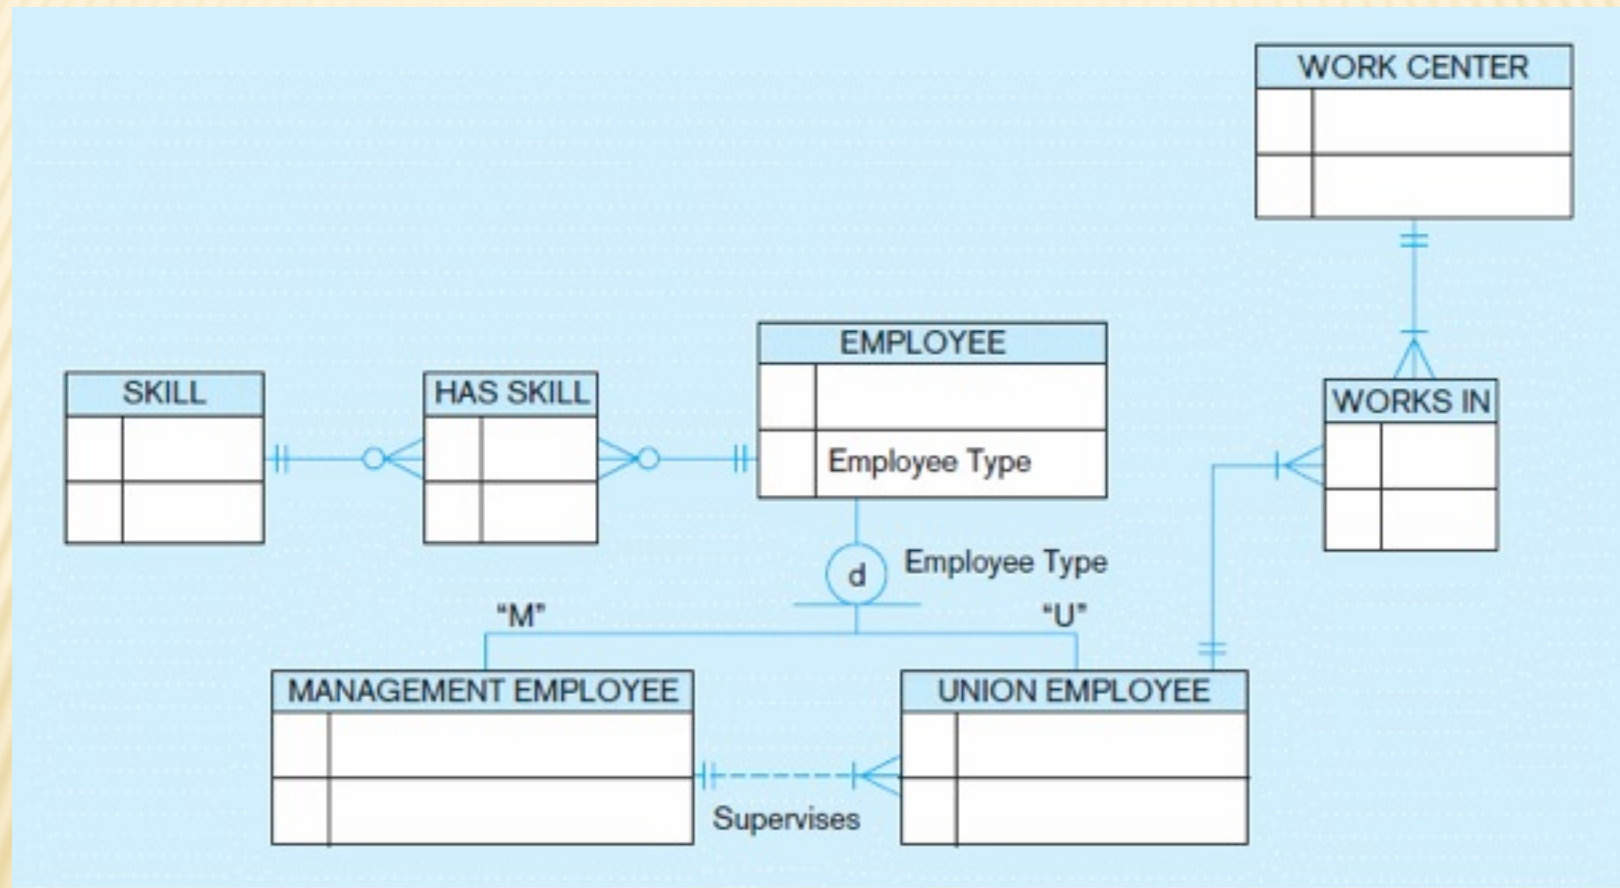 WORK CENTER
EMPLOYEE
SKILL
HAS SKILL
WORKS IN
Employee Type
d
Employee Type
“M”
“U”
MANAGEMENT EMPLOYEE
UNION EMPLOYEE
Supervises